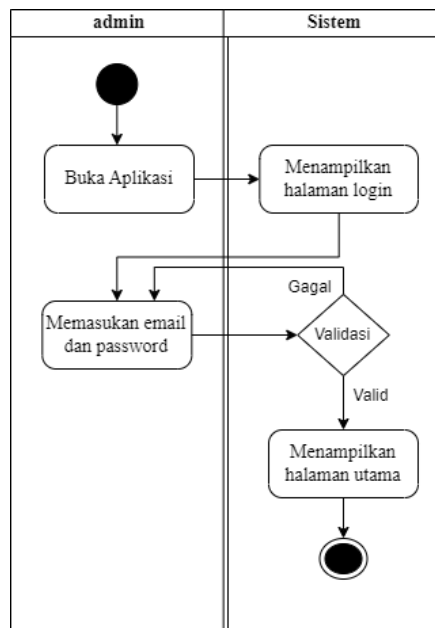 admin
Sistem
Buka Aplikasi
Menampilkan
halaman login
Gagal
Memasukan email
dan password
Validasi
Valid
Menampilkan
halaman utama